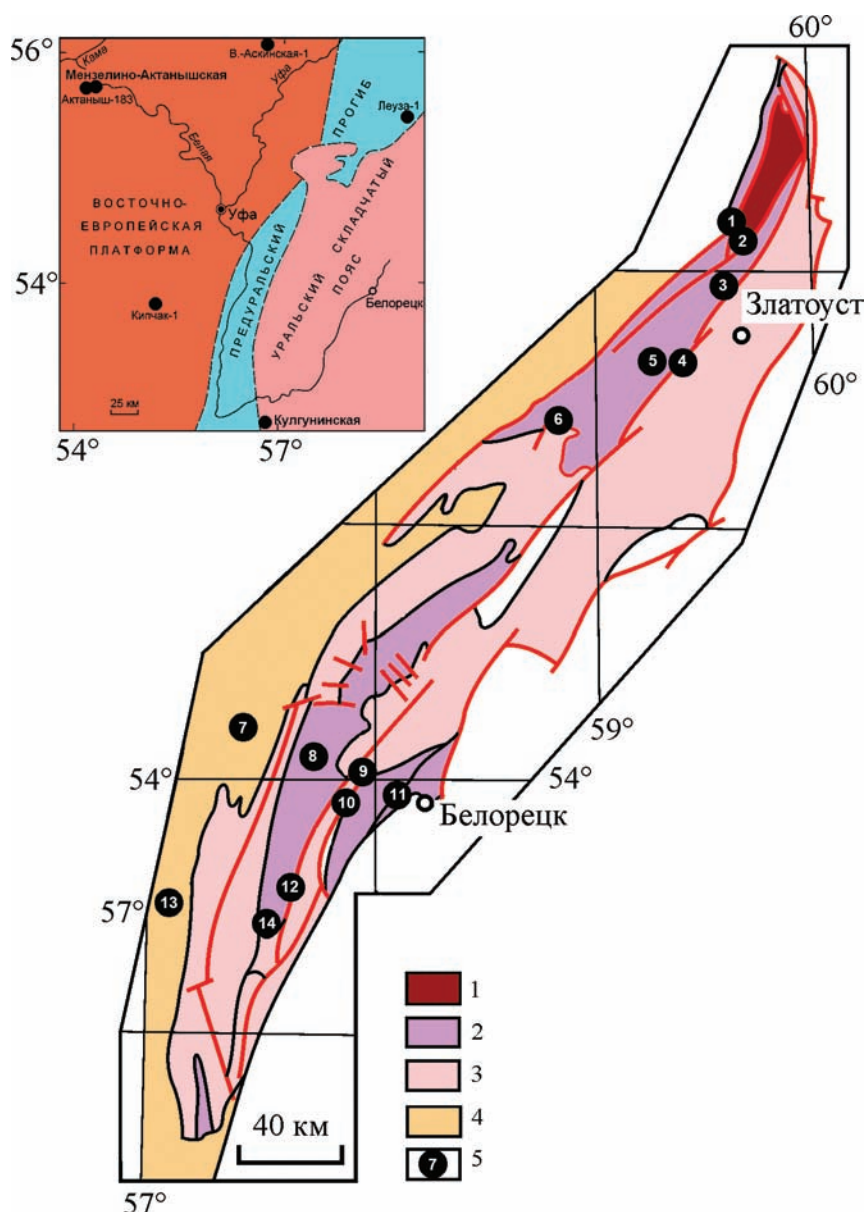 56°
Кама
В.-Аскинская-1
Мензелино-Актанышская
Актаныш-183
Уфа
Леуза-1
Белая
ПРОГИБ
ВОСТОЧНО-
ЕВРОПЕЙСКАЯ
ПЛАТФОРМА
Уфа
ПРЕДУРАЛЬСКИЙ
УРАЛЬСКИЙ СКЛАДЧАТЫЙ
ПОЯС
54°
Белорецк
Кипчак-1
25 км
Кулгунинская
54°
57°
60°
1
2
3
Златоуст
5
4
60°
6
59°
7
8
54°
9
54°
10
11
Белорецк
12
13
57°
14
1
2
3
4
40 км
7
5
57°